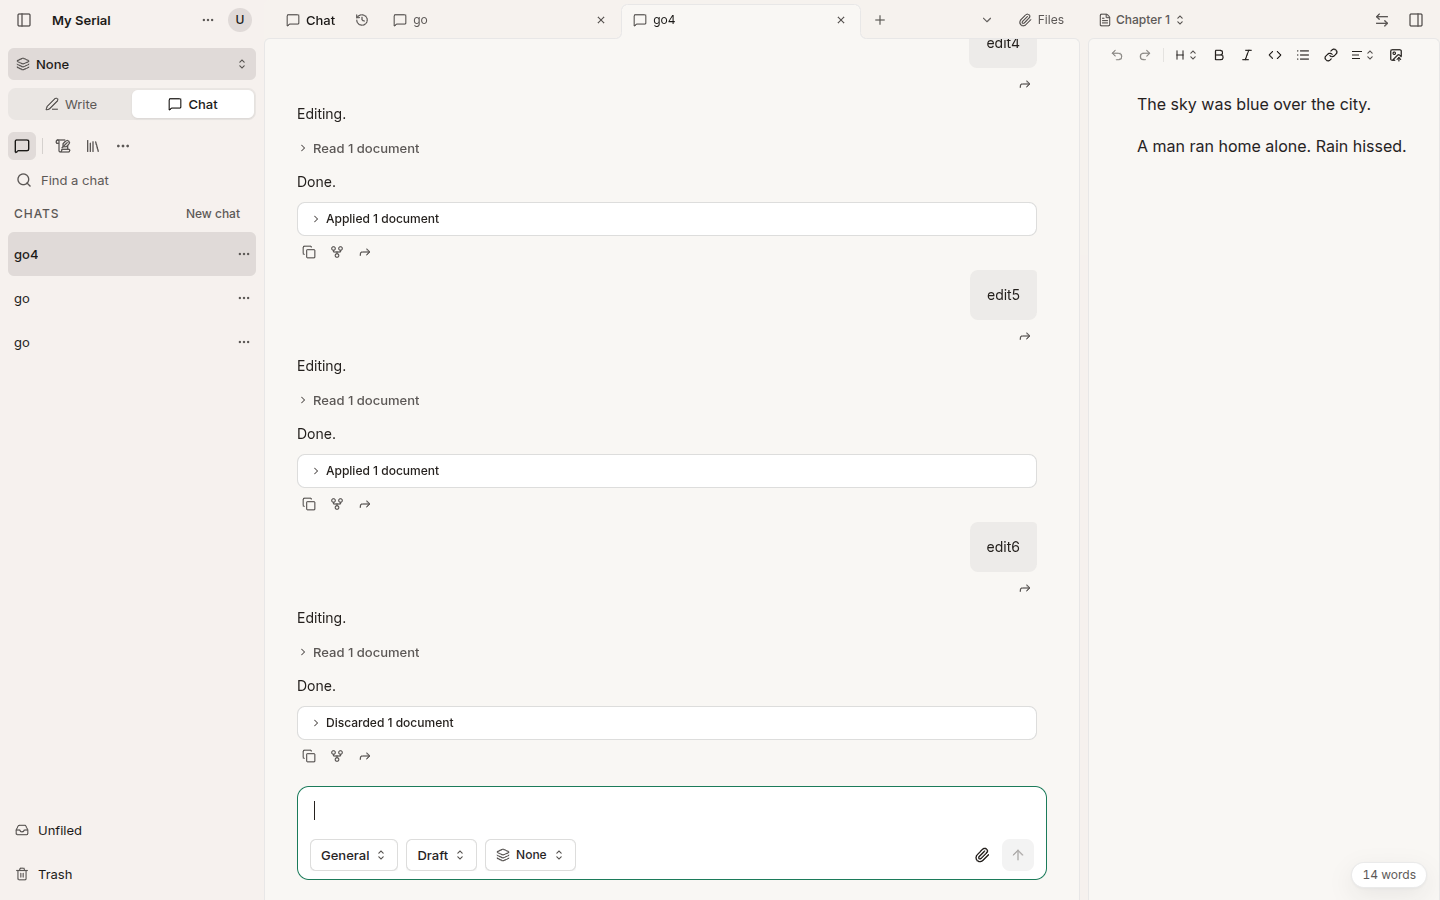 My Serial
U
Chat
go
go4
Files
Chapter 1
None
Write
Chat
Find a chat
CHATS
New chat
go4
go
go
Unfiled
Trash
edit4
Editing.
Read 1 document
Done.
Applied 1 document
edit5
Editing.
Read 1 document
Done.
Applied 1 document
edit6
Editing.
Read 1 document
Done.
Discarded 1 document
General
Draft
None
H
B
I
The sky was blue over the city.
A man ran home alone. Rain hissed.
14 words